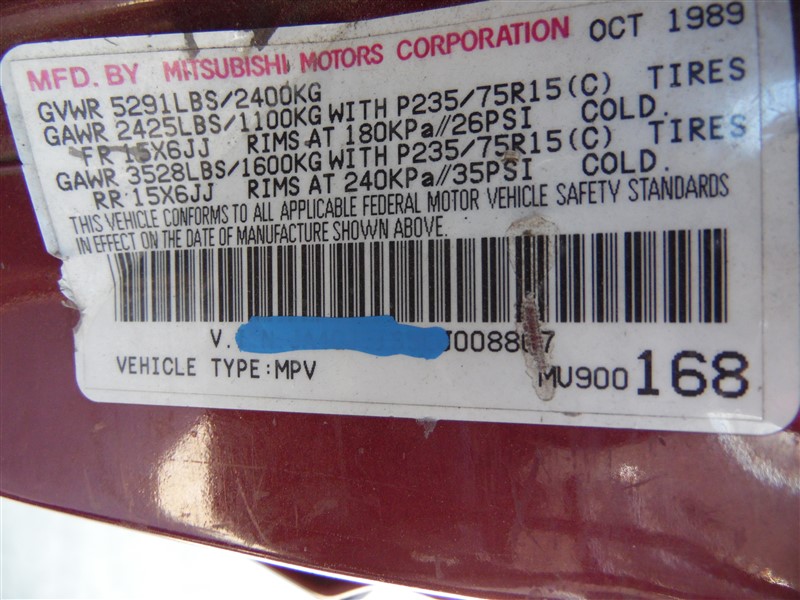 MFD. BY MITSUBISHI MOTORS CORPORATION OCT 1989
GVWR 5291LBS/2400KG
GAWR 2425LBS/1100KG WITH P235/75R15(C) TIRES
FR 15X6JJ RIMS AT 180KPa//26PSI COLD.
GAWR 3528LBS/1600KG WITH P235/75R15(C) TIRES
RR 15X6JJ RIMS AT 240KPa//35PSI COLD.
THIS VEHICLE CONFORMS TO ALL APPLICABLE FEDERAL MOTOR VEHICLE SAFETY STANDARDS
IN EFFECT ON THE DATE OF MANUFACTURE SHOWN ABOVE.
V.
VEHICLE TYPE:MPV MU900168